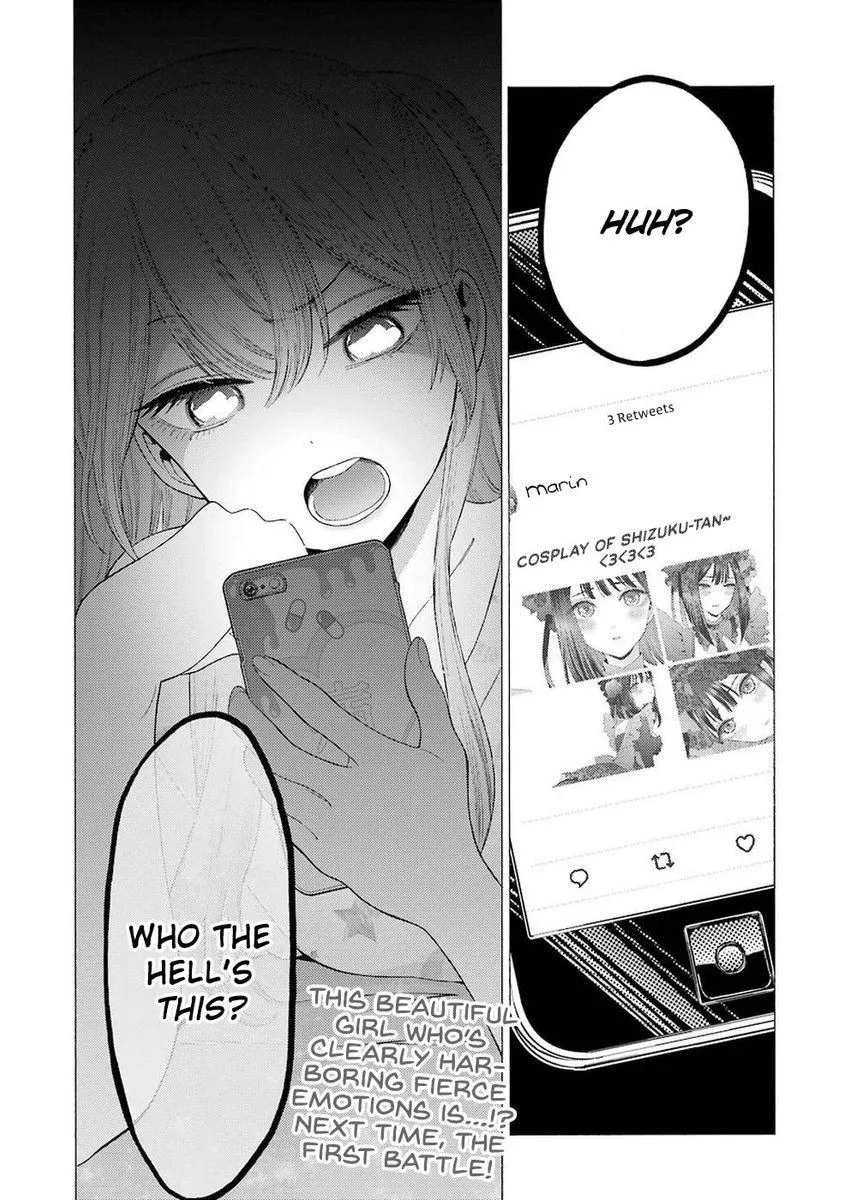 HUH?
3 Retweets
marin
COSPLAY OF SHIZUKU-TAN~
<3<3<3
WHO THE
HELL'S
THIS?
THIS BEAUTIFUL
GIRL WHO'S
CLEARLY HAR-
BORING FIERCE
EMOTIONS IS....!?
NEXT TIME, THE
FIRST BATTLE!